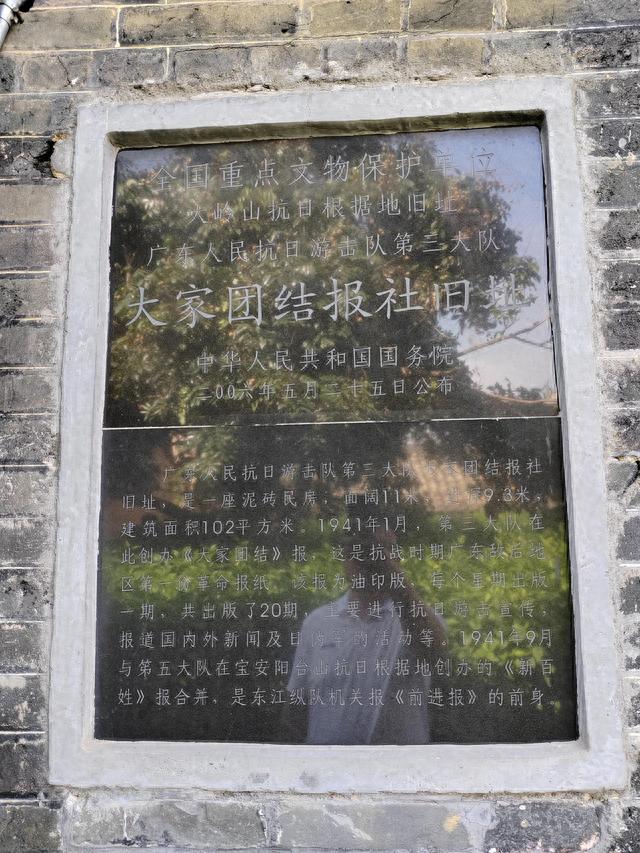 全国重点文物保护单位
大岭山抗日根据地旧址
广东人民抗日游击队第三大队
大家团结报社旧址
中华人民共和国国务院
二00六年五月二十五日公布
广东人民抗日游击队第三大队大家团结报社
旧址，是一座泥砖民房，面阔11米，进深9.3米，
建筑面积102平方米。1941年1月，第三大队在
此创办《大家团结》报，这是抗战时期广东敌后地
区第一份革命报纸。该报为油印版，每个星期出版
一期，共出版了20期，主要进行抗日游击宣传，
报道国内外新闻及日伪军的活动等。1941年9月
与第五大队在宝安阳台山抗日根据地创办的《新百
姓》报合并，是东江纵队机关报《前进报》的前身